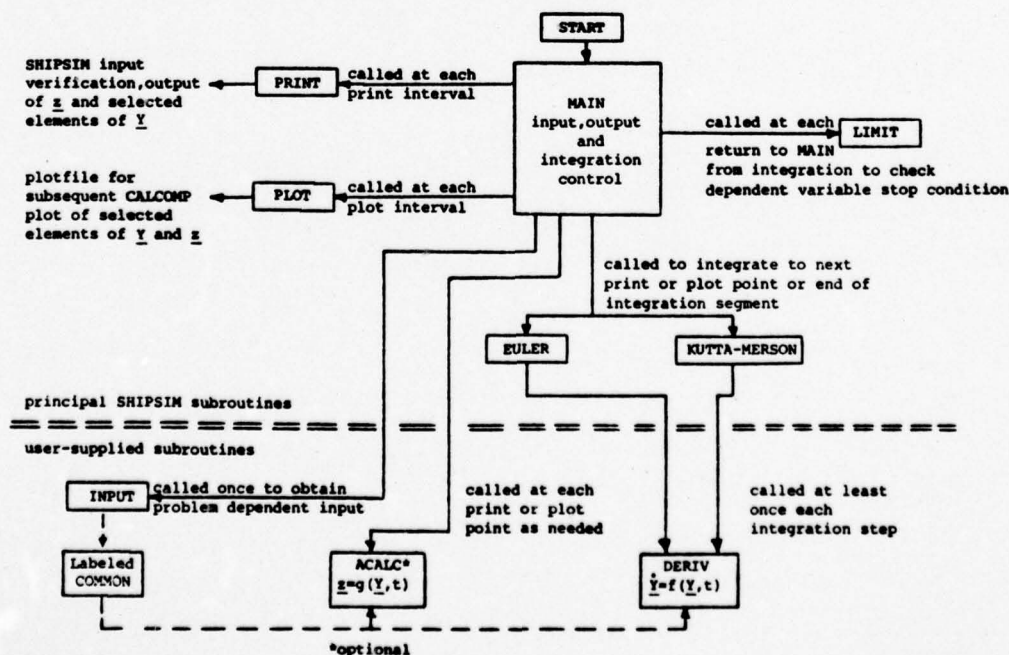 START
SHIPSIM input
verification,output
of z and selected
elements of Y
PRINT
called at each
print interval
MAIN
input,output
and
integration
control
called at each
return to MAIN
from integration to check
dependent variable stop condition
LIMIT
plotfile for
subsequent CALCOMP
plot of selected
elements of Y and z
PLOT
called at each
plot interval
called to integrate to next
print or plot point or end of
integration segment
EULER
KUTTA-MERSON
principal SHIPSIM subroutines
user-supplied subroutines
INPUT
called once to obtain
problem dependent input
called at each
print or plot
point as needed
called at least
once each
integration step
Labeled
COMMON
ACALC*
z=g(Y,t)
DERIV
Ẏ=f(Y,t)
*optional